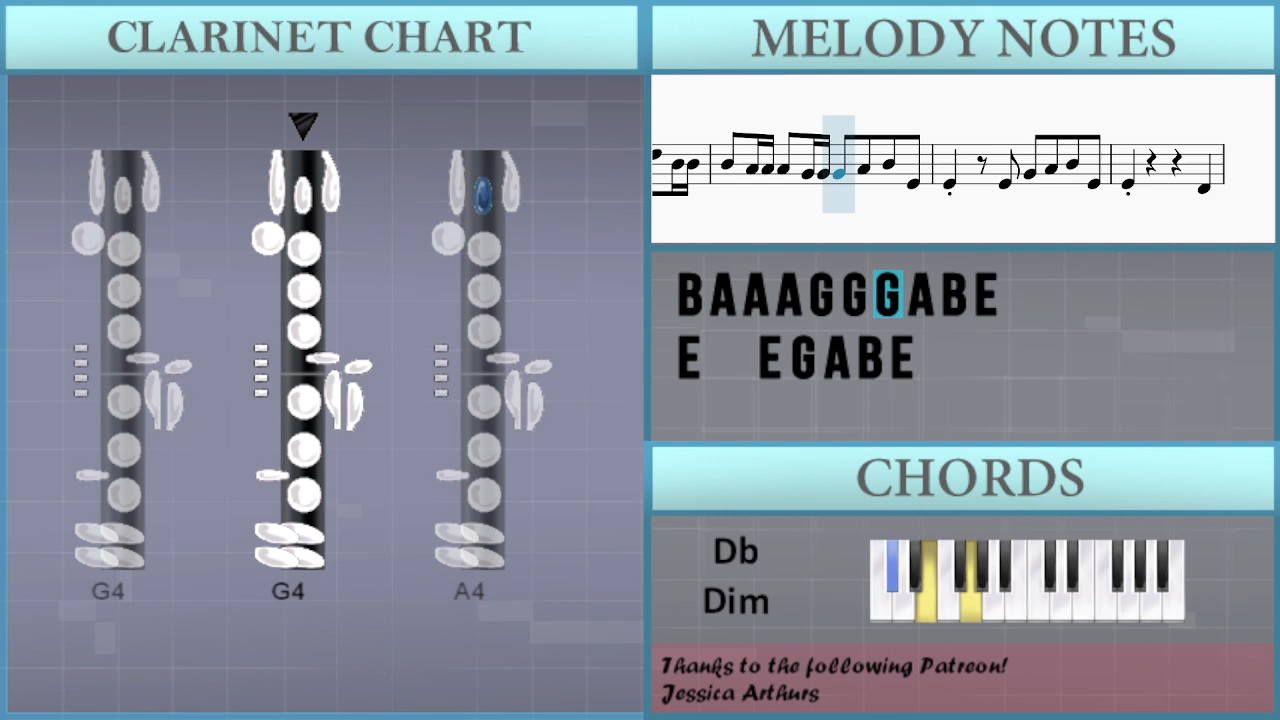 CLARINET CHART
G4
G4
A4
MELODY NOTES
BAAAGGGABE
E EGABE
CHORDS
Db
Dim
Thanks to the following Patreon!
Jessica Arthurs